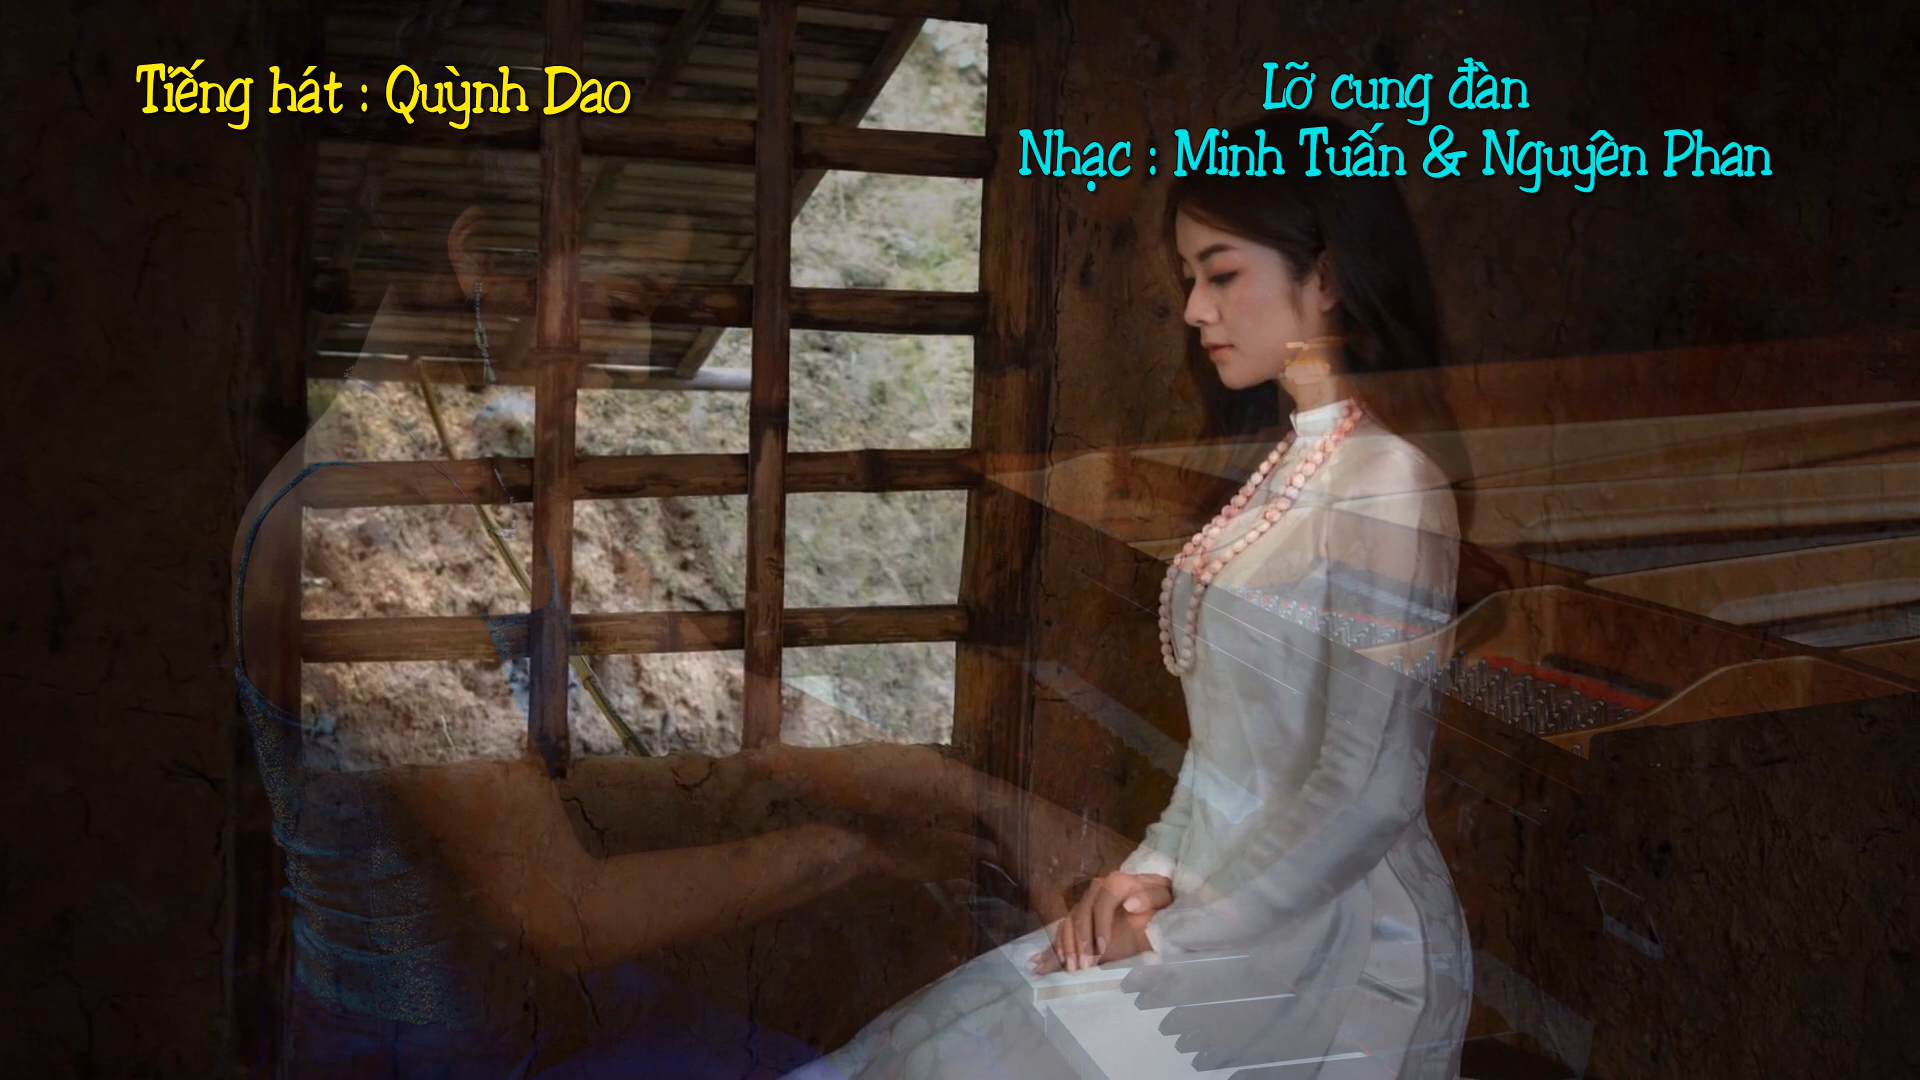 Tiếng hát : Quỳnh Dao
Lỡ cung đàn
Nhạc : Minh Tuấn & Nguyên Phan